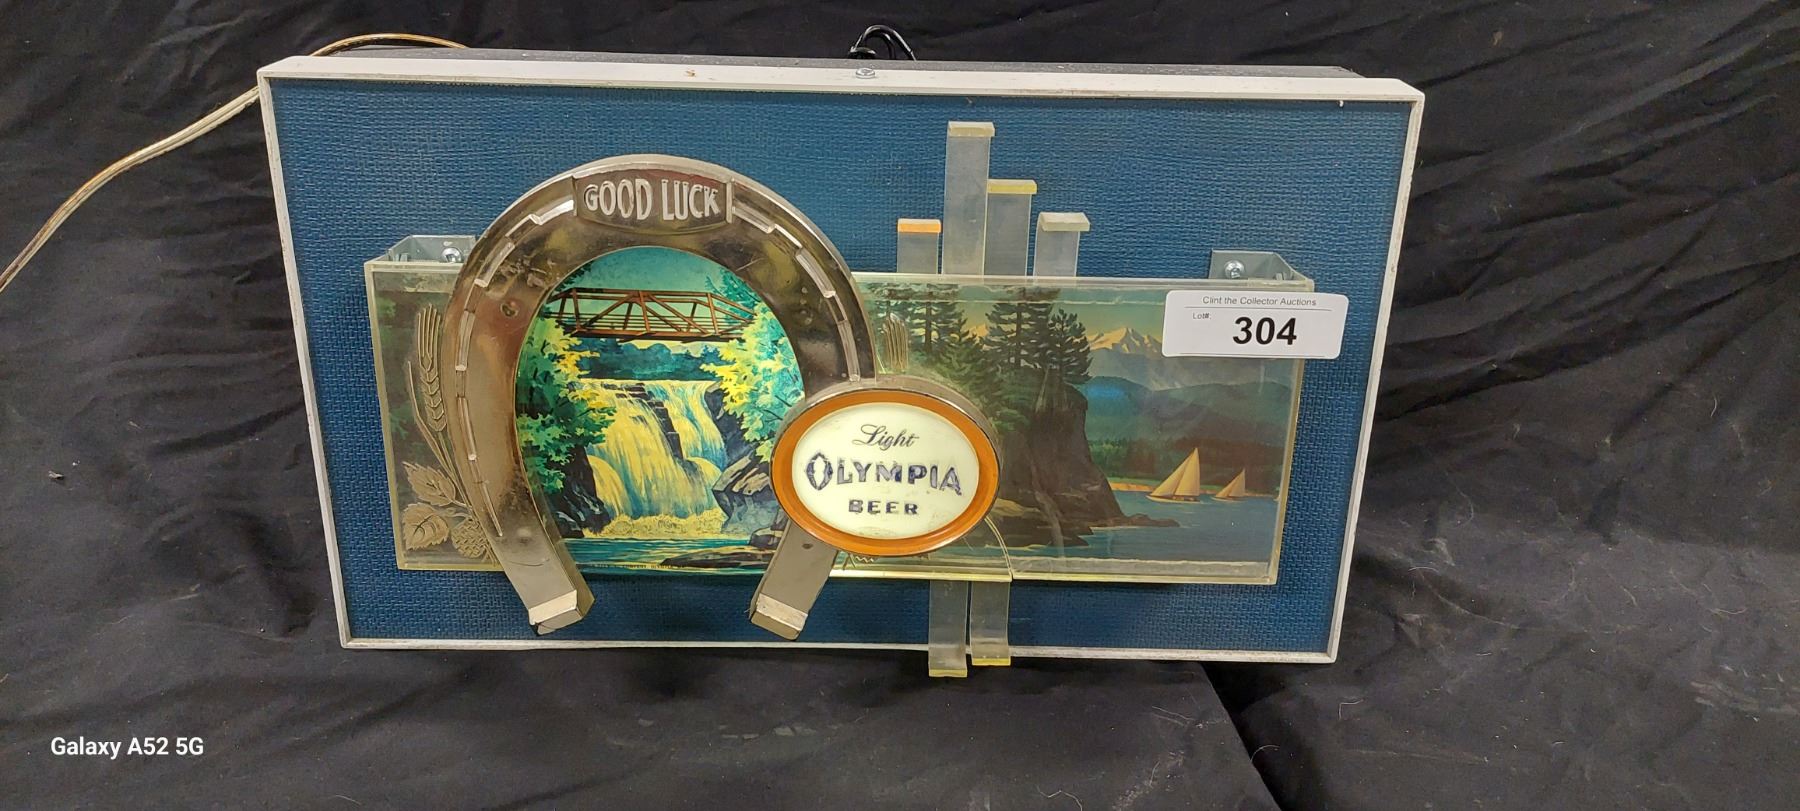 GOOD LUCK
Clint the Collector Auctions
Lot#:
304
Light
OLYMPIA
BEER
Galaxy A52 5G